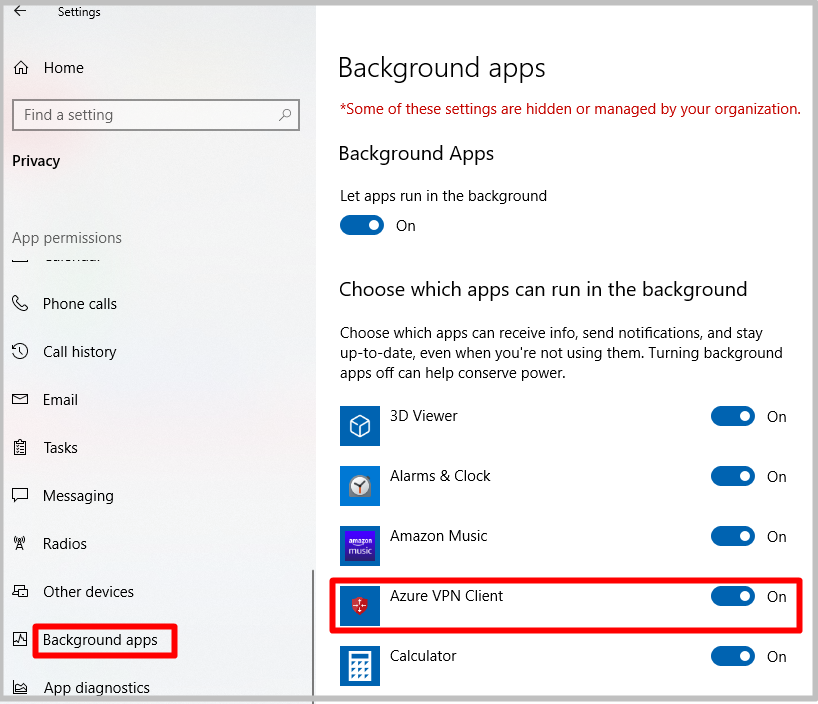 Settings
Home
Find a setting
Privacy
App permissions
Calendar
Phone calls
Call history
Email
Tasks
Messaging
Radios
Other devices
Background apps
App diagnostics
Background apps
*Some of these settings are hidden or managed by your organization.
Background Apps
Let apps run in the background
On
Choose which apps can run in the background
Choose which apps can receive info, send notifications, and stay
up-to-date, even when you're not using them. Turning background
apps off can help conserve power.
3D Viewer On
Alarms & Clock On
amazon
music
Amazon Music On
Azure VPN Client On
Calculator On